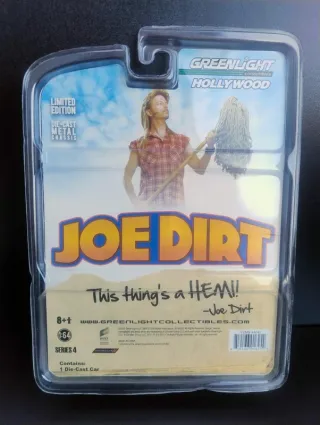 GREENLIGHT
HOLLYWOOD
LIMITED
EDITION
DIE-CAST
METAL
CHASSIS
JOE DIRT
This thing's a HEMI!
-Joe Dirt
WWW.GREENLIGHTCOLLECTIBLES.COM
8+†
1:64
SERIES 4
Contains
1 Die-Cast Car